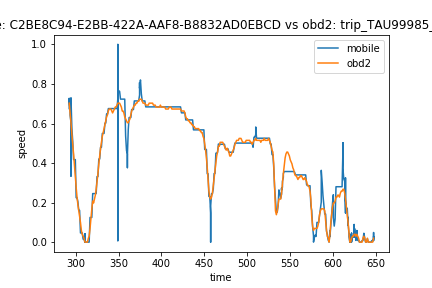 e: C2BE8C94-E2BB-422A-AAF8-B8832AD0EBCD vs obd2: trip_TAU99985_
mobile
obd2
speed
1.0
0.8
0.6
0.4
0.2
0.0
300 350 400 450 500 550 600 650
time